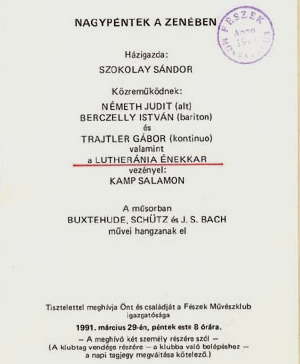 NAGYPÉNTEK A ZENÉBEN
FÉSZEK
Házigazda:
SZOKOLAY SÁNDOR
Közreműködnek:
NÉMETH JUDIT (alt)
BERCZELLY ISTVÁN (bariton)
és
TRAJTLER GÁBOR (kontinuo)
valamint
a LUTHERÁNIA ÉNEKKAR
vezényel:
KAMP SALAMON
A műsorban
BUXTEHUDE, SCHÜTZ és J. S. BACH
művei hangzanak el
Tisztelettel meghívja Önt és családját a Fészek Művészklub
igazgatósága
1991. március 29-én, péntek este 8 órára.
– A meghívó két személy részére szól –
(A klubtag vendége részére – a klubba való belépéshez –
a napi tagjegy megváltása kötelező.)